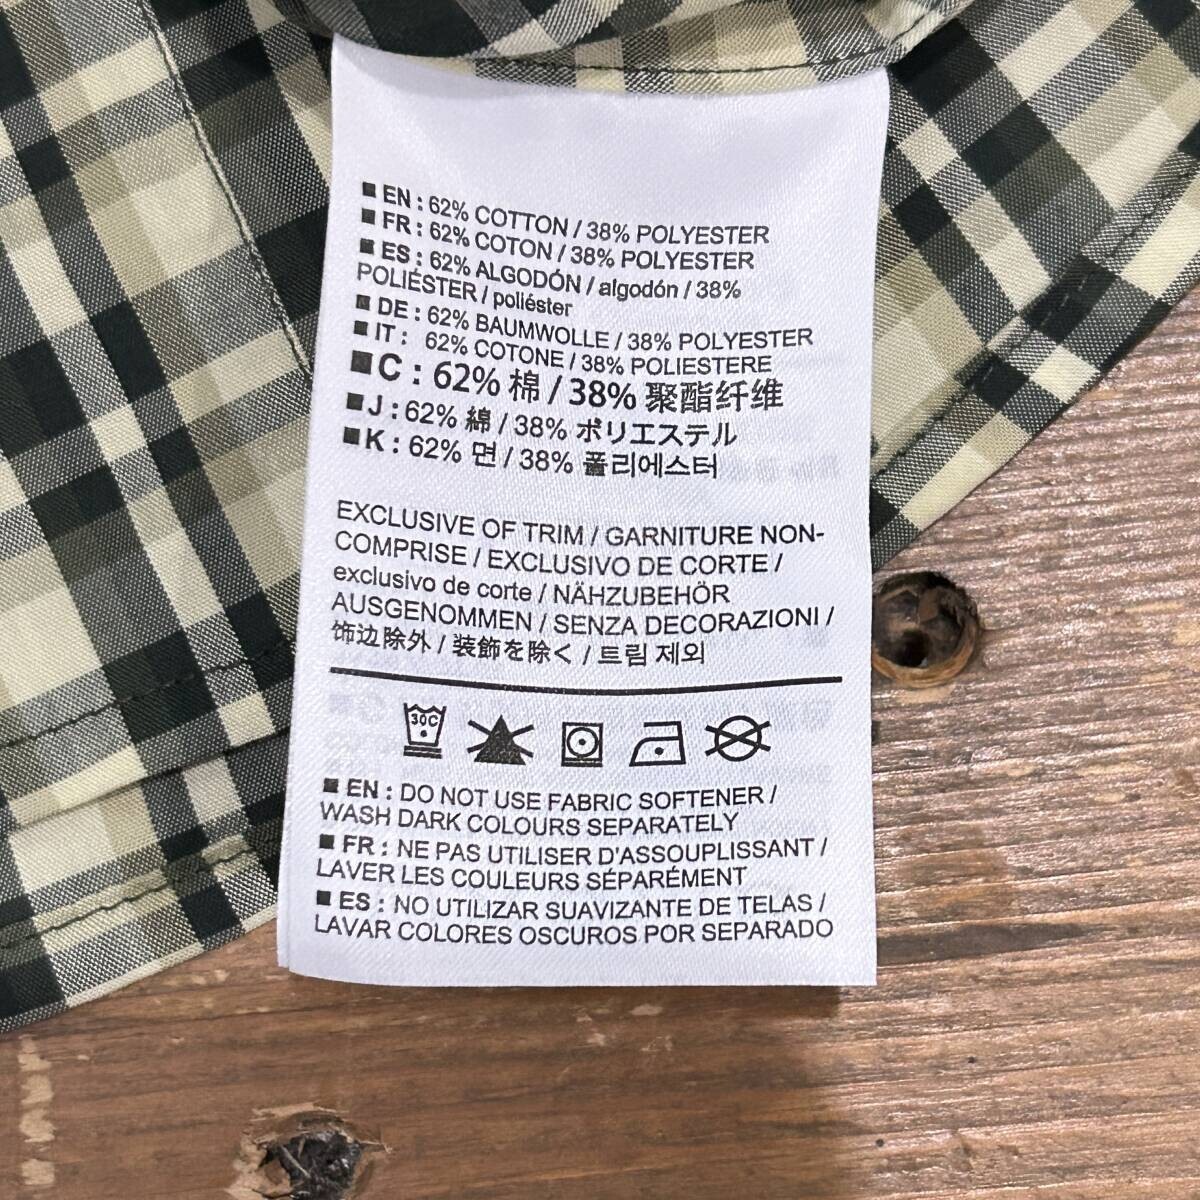 ■ EN : 62% COTTON / 38% POLYESTER
■ FR : 62% COTON / 38% POLYESTER
■ ES : 62% ALGODÓN / algodón / 38%
POLIÉSTER / poliéster
■ DE : 62% BAUMWOLLE / 38% POLYESTER
■ IT : 62% COTONE / 38% POLIESTERE
■ C : 62% 棉 / 38% 聚酯纤维
■ J : 62% 綿 / 38% ポリエステル
■ K : 62% 면 / 38% 폴리에스터
EXCLUSIVE OF TRIM / GARNITURE NON-
COMPRISE / EXCLUSIVO DE CORTE /
exclusivo de corte / NÄHZUBEHÖR
AUSGENOMMEN / SENZA DECORAZIONI /
饰边除外 / 装飾を除く / 트림 제외
30C
■ EN : DO NOT USE FABRIC SOFTENER /
WASH DARK COLOURS SEPARATELY
■ FR : NE PAS UTILISER D'ASSOUPLISSANT /
LAVER LES COULEURS SÉPARÉMENT
■ ES : NO UTILIZAR SUAVIZANTE DE TELAS /
LAVAR COLORES OSCUROS POR SEPARADO